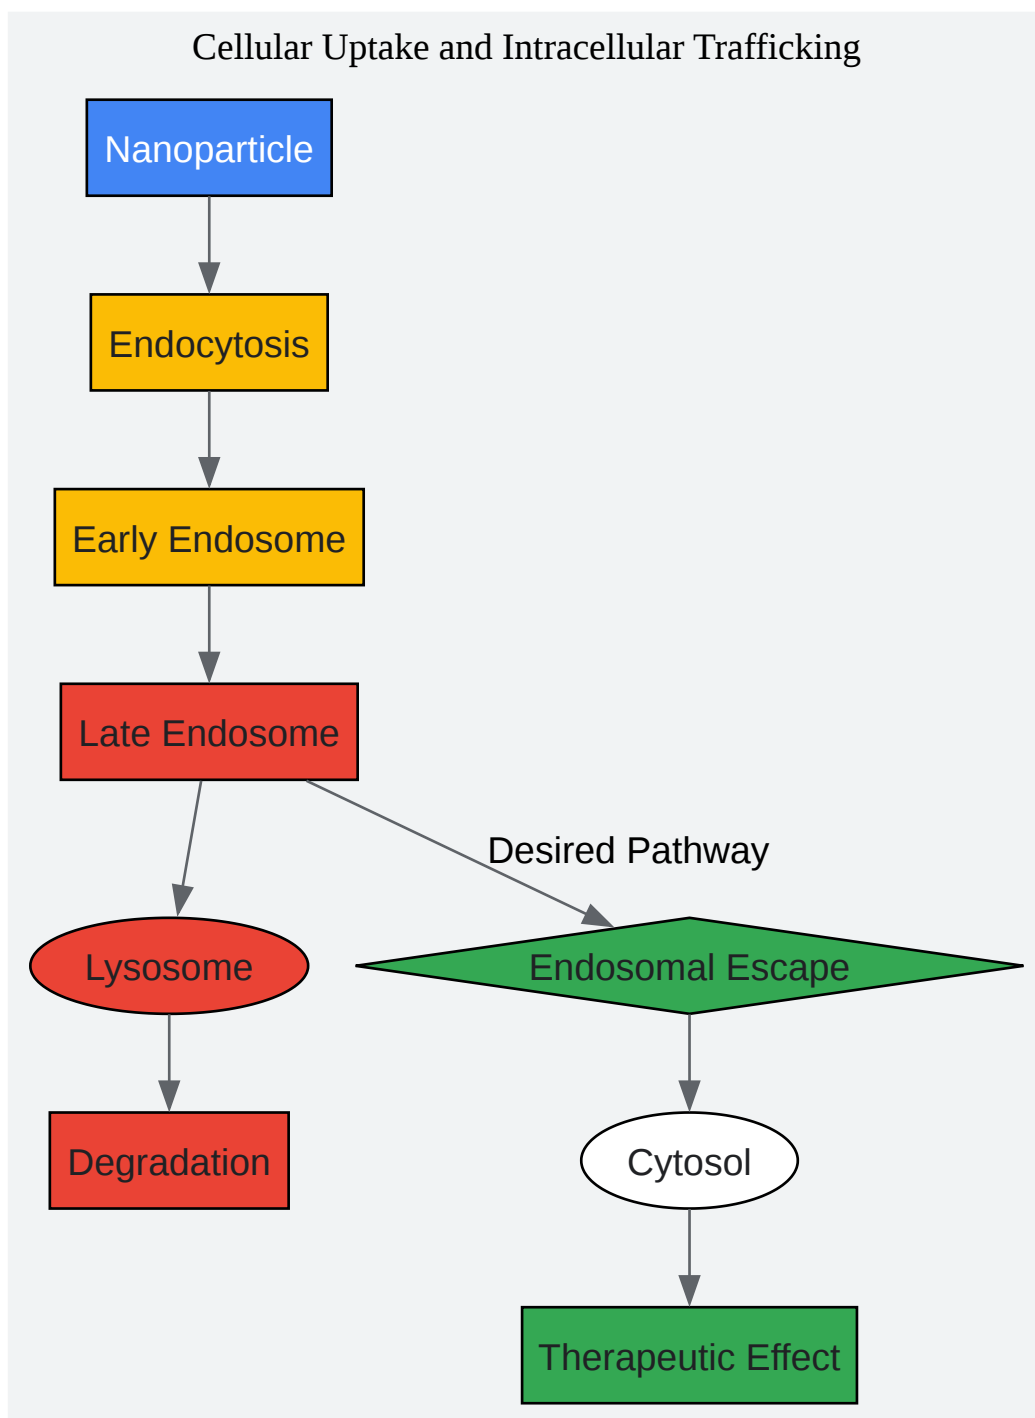 Cellular Uptake and Intracellular Trafficking
Nanoparticle
Endocytosis
Early Endosome
Late Endosome
Desired Pathway
Lysosome
Endosomal Escape
Degradation
Cytosol
Therapeutic Effect